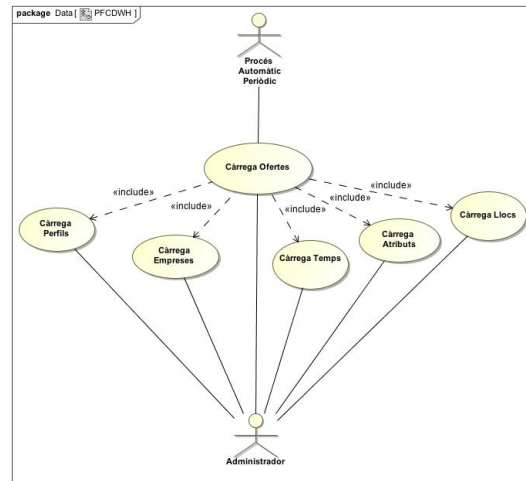 package Data [ PFCDWH ]
Procés
Automàtic
Periòdic
Càrrega Ofertes
«include»
«include»
«include»
«include»
«include»
Càrrega
Perfils
Càrrega
Empreses
Càrrega Temps
Càrrega
Atributs
Càrrega Llocs
Administrador